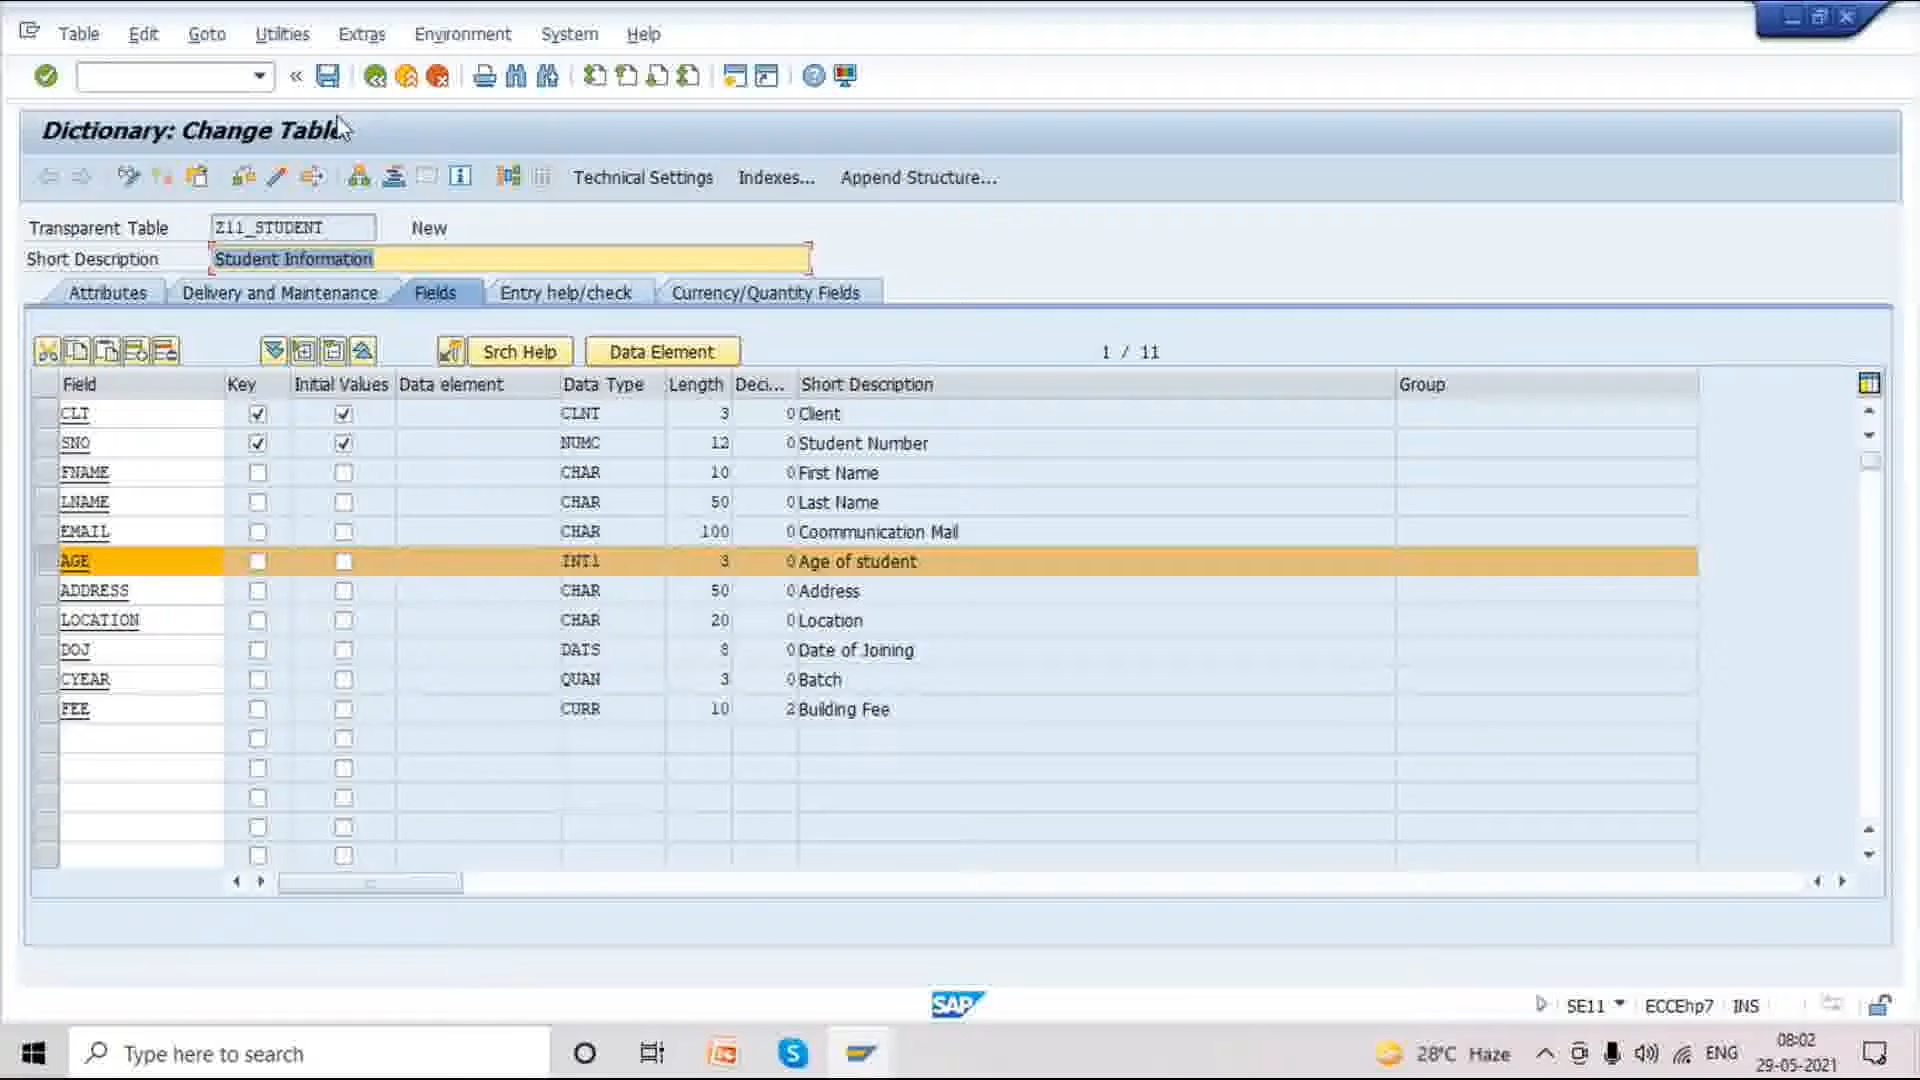 Table Edit Goto Utilities Extras Environment System Help
Dictionary: Change Table
Technical Settings Indexes... Append Structure...
Transparent Table Z11_STUDENT New
Short Description Student Information
Attributes Delivery and Maintenance Fields Entry help/check Currency/Quantity Fields
Srch Help Data Element 1 / 11
Field Key Initial Values Data element Data Type Length Deci... Short Description Group
CLT CLNT 3 0 Client
SNO NUMC 12 0 Student Number
FNAME CHAR 10 0 First Name
LNAME CHAR 50 0 Last Name
EMAIL CHAR 100 0 Coommunication Mail
AGE INT1 3 0 Age of student
ADDRESS CHAR 50 0 Address
LOCATION CHAR 20 0 Location
DOJ DATS 8 0 Date of Joining
CYEAR QUAN 3 0 Batch
FEE CURR 10 2 Building Fee
SAP SE11 ECCEhp7 INS
Type here to search 28°C Haze ENG 08:02
29-05-2021